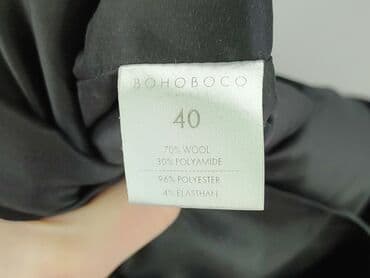 BOHOBOCO
40
70% WOOL
30% POLYAMIDE
96% POLYESTER
4% ELASTHAN